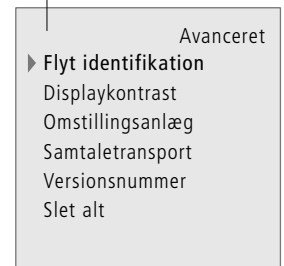 Avanceret
Flyt identifikation
Displaykontrast
Omstillingsanlæg
Samtaletransport
Versionsnummer
Slet alt